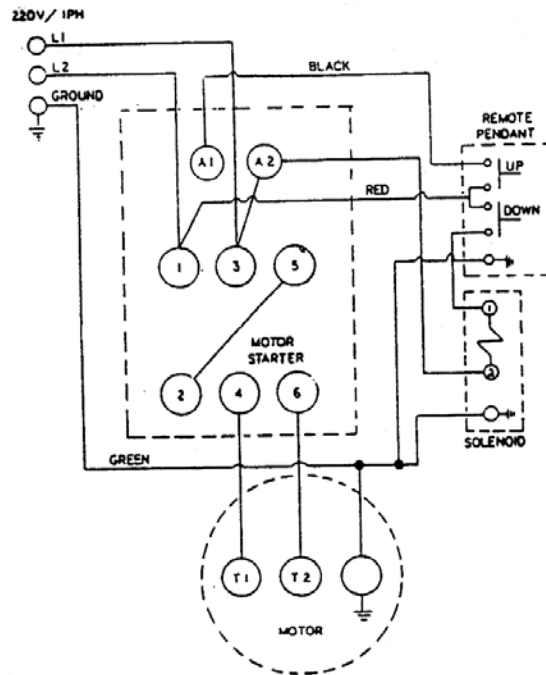 220V/ 1PH
L1
L2
GROUND
BLACK
REMOTE
PENDANT
A1
A2
UP
RED
DOWN
1
3
5
MOTOR
STARTER
1
2
2
4
6
SOLENOID
GREEN
T1
T2
MOTOR